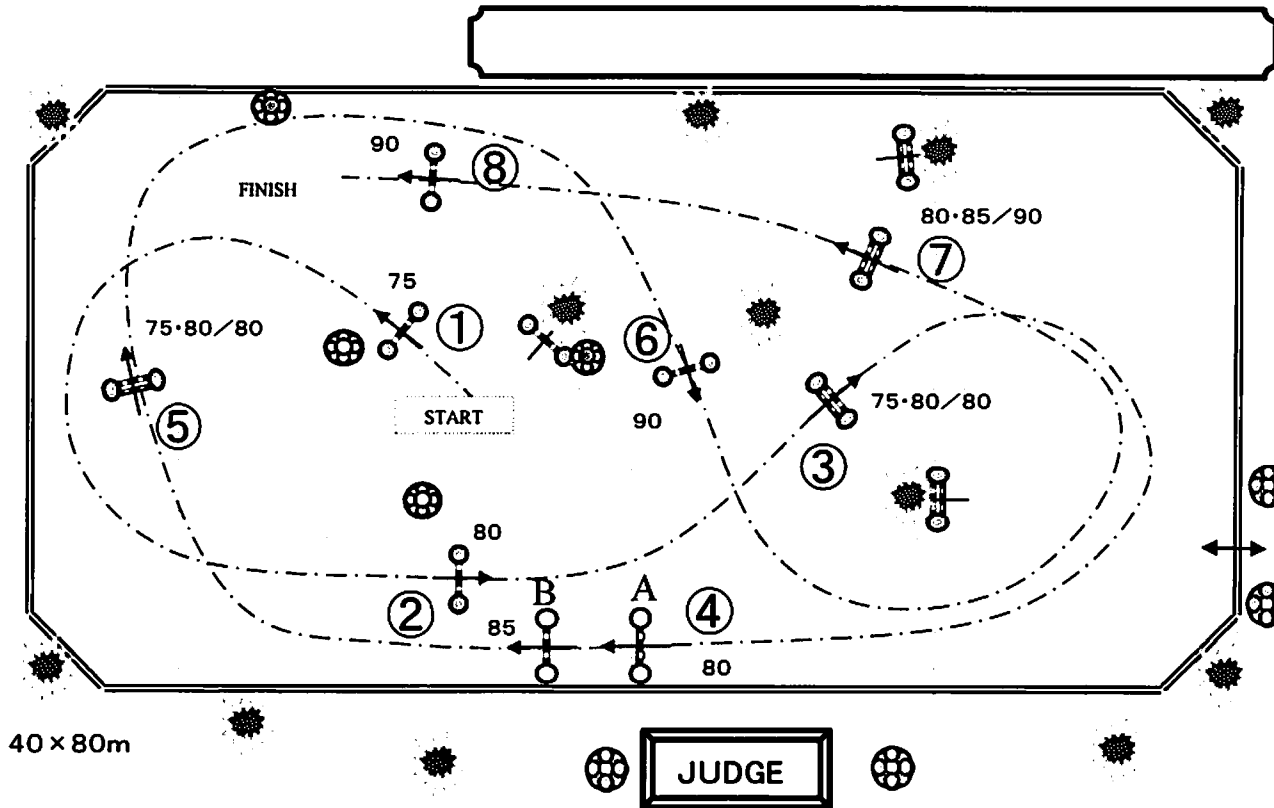 90
⑧
FINISH
80・85/90
⑦
75
①
75・80/80
⑥
START
90
75・80/80
⑤
③
80
②
B
A
④
85
80
40×80m
JUDGE